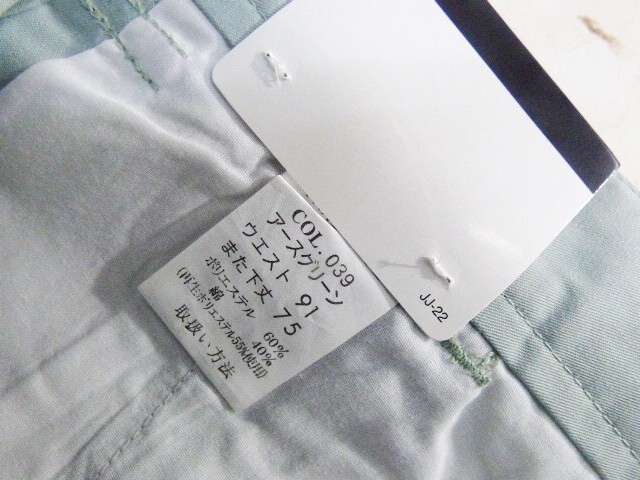 COL. 039
アースグリーン
ウエスト 91
また下丈 75
ポリエステル 60%
綿 40%
(再生ポリエステル55%使用)
取扱い方法
JJ-22